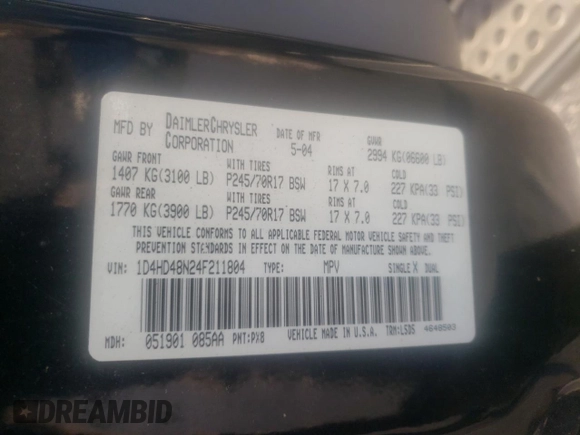 MFD BY DAIMLERCHRYSLER CORPORATION DATE OF MFR 5-04 GVWR 2994 KG(06600 LB)
GAWR FRONT WITH TIRES RIMS AT COLD
1407 KG(3100 LB) P245/70R17 BSW 17 X 7.0 227 KPA(33 PSI)
GAWR REAR WITH TIRES RIMS AT COLD
1770 KG(3900 LB) P245/70R17 BSW 17 X 7.0 227 KPA(33 PSI)
THIS VEHICLE CONFORMS TO ALL APPLICABLE FEDERAL MOTOR VEHICLE SAFETY AND THEFT
PREVENTION STANDARDS IN EFFECT ON THE DATE OF MANUFACTURE SHOWN ABOVE.
VIN: 1D4HD48N24F211804 TYPE: MPV SINGLE X DUAL
MDH: 051901 085AA PNT:PX8 VEHICLE MADE IN U.S.A. TRM:L5D5 4648503
DREAMBID